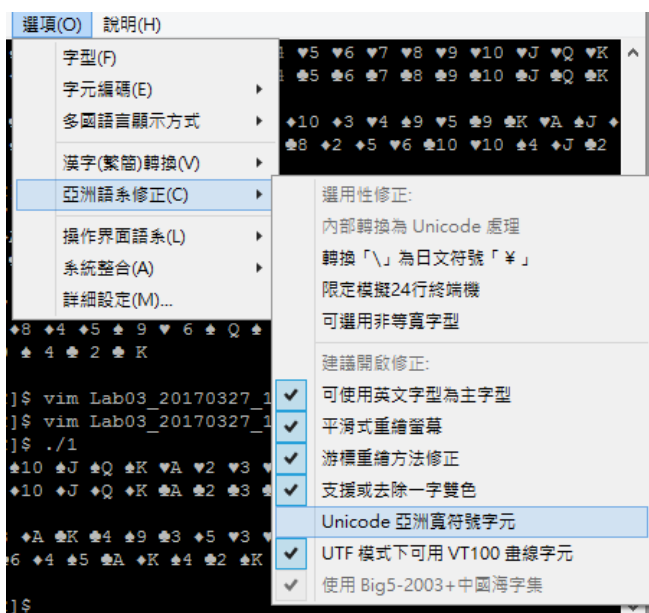 選項(O) 說明(H)
字型(F)
字元編碼(E)
多國語言顯示方式
漢字(繁簡)轉換(V)
亞洲語系修正(C)
操作界面語系(L)
系統整合(A)
詳細設定(M)...
選用性修正:
內部轉換為 Unicode 處理
轉換「\」為日文符號「¥」
限定模擬24行終端機
可選用非等寬字型
建議開啟修正:
可使用英文字型為主字型
平滑式重繪螢幕
游標重繪方法修正
支援或去除一字雙色
Unicode 亞洲寬符號字元
UTF 模式下可用 VT100 畫線字元
使用 Big5-2003+中國海字集
♥5 ♥6 ♥7 ♥8 ♥9 ♥10 ♥J ♥Q ♥K
♣5 ♣6 ♣7 ♣8 ♣9 ♣10 ♣J ♣Q ♣K
♦10 ♦3 ♥4 ♠9 ♥5 ♣9 ♣K ♥A ♠J ♦
♣8 ♦2 ♦5 ♥6 ♣10 ♥10 ♠4 ♦J ♣2
♦8 ♦4 ♦5 ♠ 9 ♥ 6 ♠ Q ♠
♠ 4 ♣ 2 ♣ K
]$ vim Lab03_20170327_1
]$ vim Lab03_20170327_1
]$ ./1
♠10 ♠J ♠Q ♠K ♥A ♥2 ♥3 ♥
♦10 ♦J ♦Q ♦K ♣A ♣2 ♣3
♦A ♣K ♣4 ♠9 ♣3 ♦5 ♥3 ♥
♦4 ♠5 ♣A ♦K ♠4 ♣2 ♠K
]$